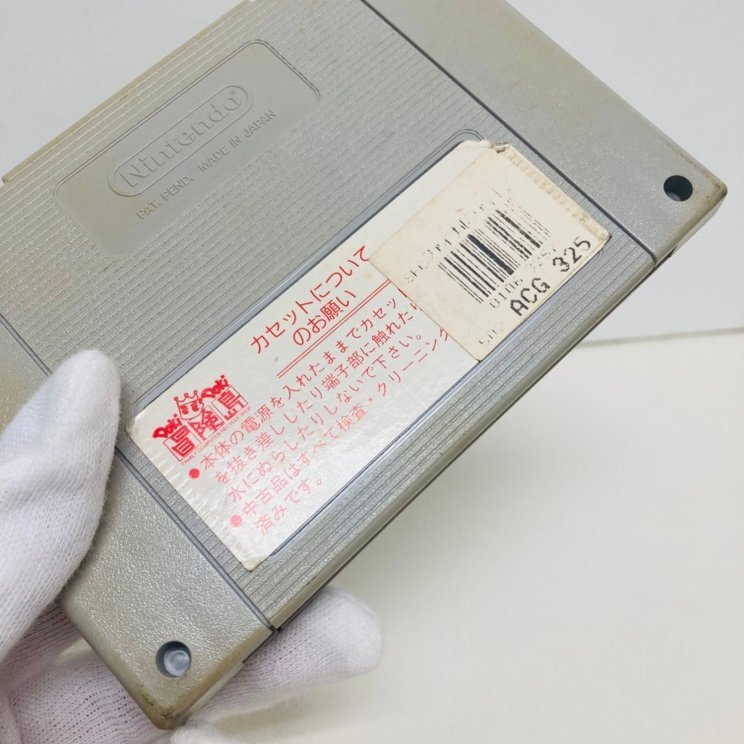 Nintendo
PAT. PEND. MADE IN JAPAN
カセットについて
のお願い
Doki Doki
冒険島
●本体の電源を入れたままでカセッ
を抜き差ししたり端子部に触れたり
水にぬらしたりしないで下さい。
●中古品はすべて検査・クリーニング
済みです。
ACG 325